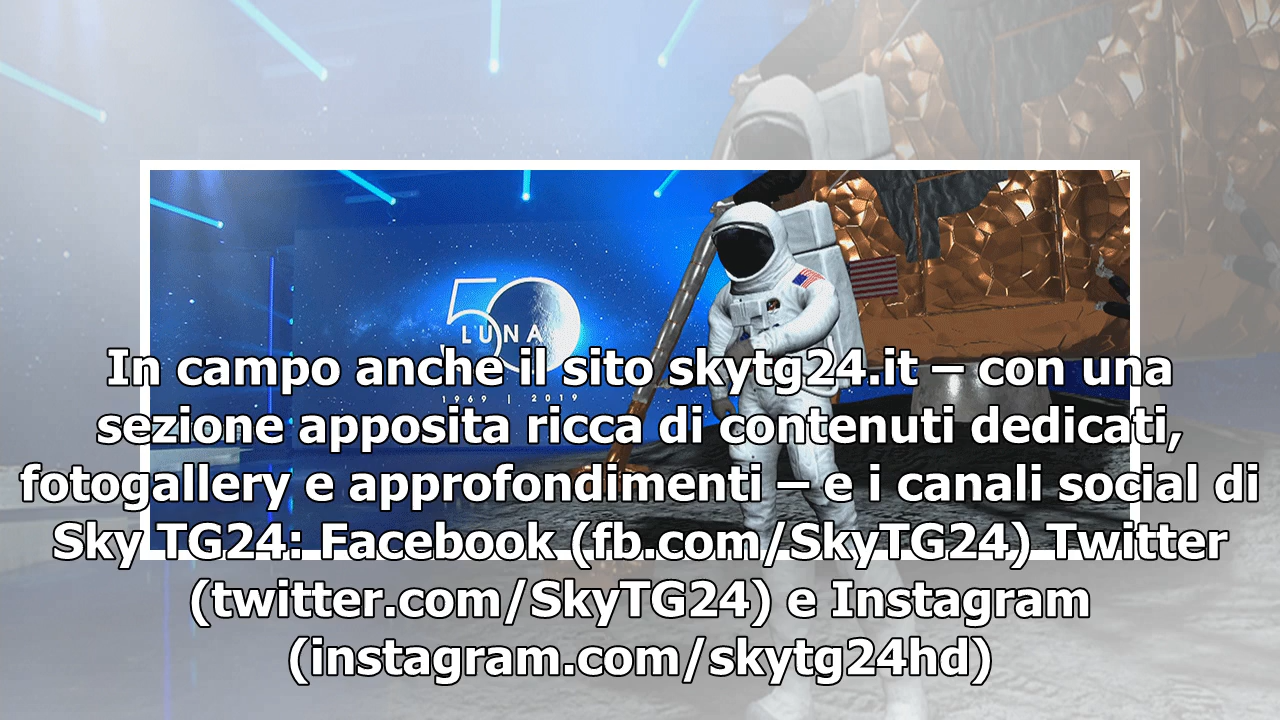 50
LUNA
1969 | 2019
In campo anche il sito skytg24.it – con una
sezione apposita ricca di contenuti dedicati,
fotogallery e approfondimenti – e i canali social di
Sky TG24: Facebook (fb.com/SkyTG24) Twitter
(twitter.com/SkyTG24) e Instagram
(instagram.com/skytg24hd)